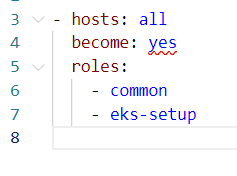 3 - hosts: all
4 become: yes
5 roles:
6 - common
7 - eks-setup
8